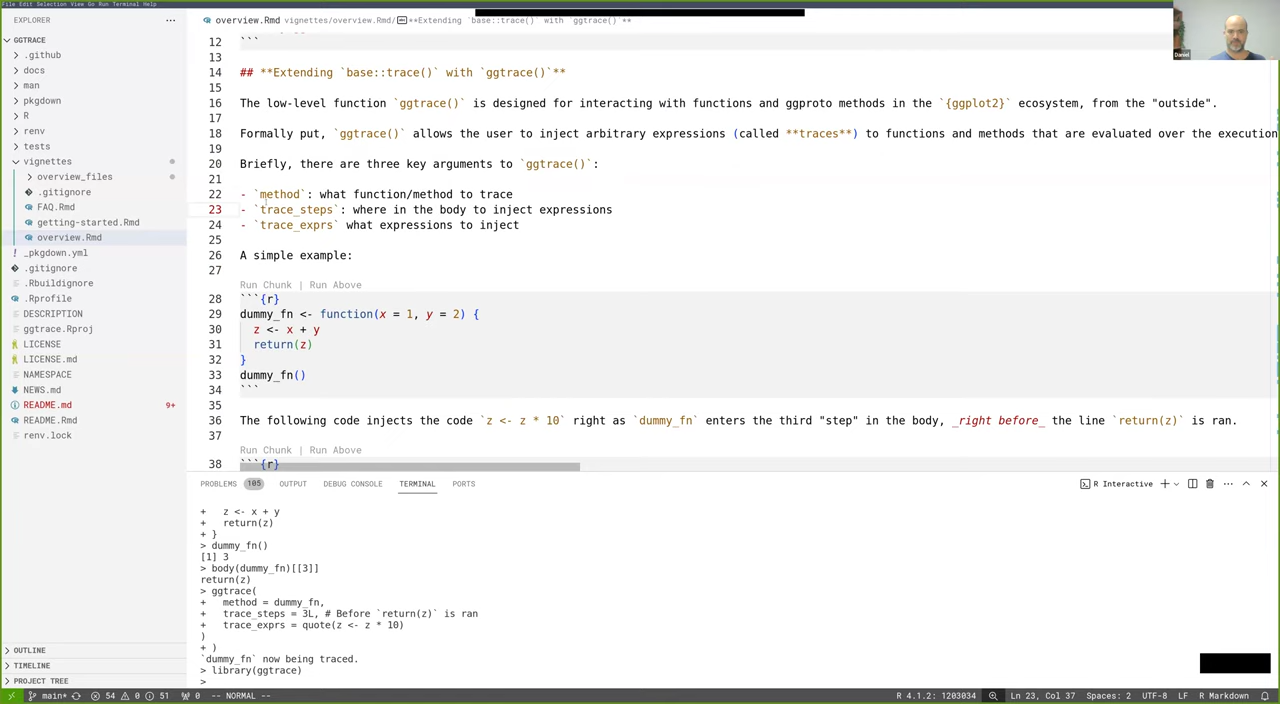 File Edit Selection View Go Run Terminal Help
EXPLORER
GGTRACE
.github
docs
man
pkgdown
R
renv
tests
vignettes
overview_files
.gitignore
FAQ.Rmd
getting-started.Rmd
overview.Rmd
_pkgdown.yml
.gitignore
.Rbuildignore
.Rprofile
DESCRIPTION
ggtrace.Rproj
LICENSE
LICENSE.md
NAMESPACE
NEWS.md
README.md 9+
README.Rmd
renv.lock
OUTLINE
TIMELINE
PROJECT TREE
overview.Rmd vignettes/overview.Rmd/ **Extending `base::trace()` with `ggtrace()`**
12 ```
13
14 ## **Extending `base::trace()` with `ggtrace()`**
15
16 The low-level function `ggtrace()` is designed for interacting with functions and ggproto methods in the `{ggplot2}` ecosystem, from the "outside".
17
18 Formally put, `ggtrace()` allows the user to inject arbitrary expressions (called **traces**) to functions and methods that are evaluated over the execution
19
20 Briefly, there are three key arguments to `ggtrace()`:
21
22 - `method`: what function/method to trace
23 - `trace_steps`: where in the body to inject expressions
24 - `trace_exprs` what expressions to inject
25
26 A simple example:
27
Run Chunk | Run Above
28 ```{r}
29 dummy_fn <- function(x = 1, y = 2) {
30 z <- x + y
31 return(z)
32 }
33 dummy_fn()
34 ```
35
36 The following code injects the code `z <- z * 10` right as `dummy_fn` enters the third "step" in the body, _right before_ the line `return(z)` is ran.
37
Run Chunk | Run Above
38 ```{r}
Daniel
PROBLEMS 105 OUTPUT DEBUG CONSOLE TERMINAL PORTS R Interactive
+ z <- x + y
+ return(z)
+ }
> dummy_fn()
[1] 3
> body(dummy_fn)[[3]]
return(z)
> ggtrace(
+ method = dummy_fn,
+ trace_steps = 3L, # Before `return(z)` is ran
+ trace_exprs = quote(z <- z * 10)
)
+ )
`dummy_fn` now being traced.
> library(ggtrace)
>
main* 54 0 51 0 -- NORMAL -- R 4.1.2: 1203034 Ln 23, Col 37 Spaces: 2 UTF-8 LF R Markdown